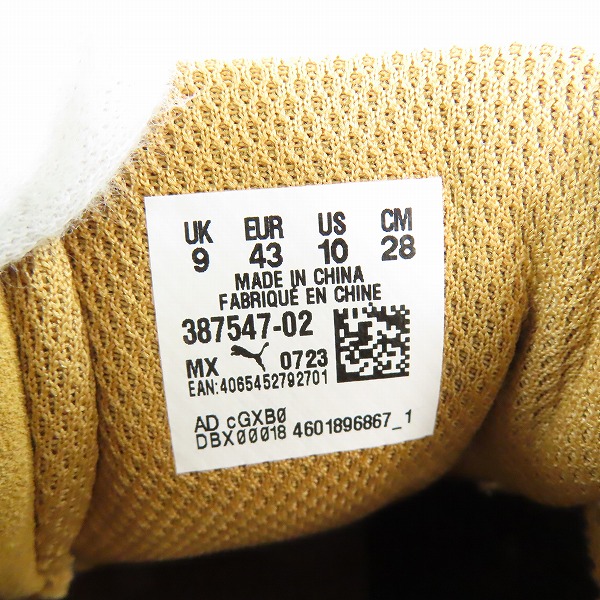 UK EUR US CM
9 43 10 28
MADE IN CHINA
FABRIQUÉ EN CHINE
387547-02
MX 0723
EAN:4065452792701
AD cGXB0
DBX00018 4601896867_1